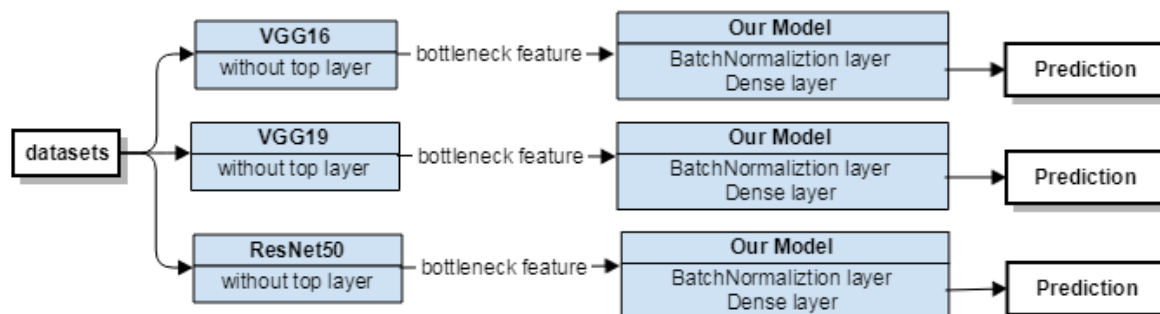 datasets
VGG16
without top layer
bottleneck feature
Our Model
BatchNormaliztion layer
Dense layer
Prediction
VGG19
without top layer
bottleneck feature
Our Model
BatchNormaliztion layer
Dense layer
Prediction
ResNet50
without top layer
bottleneck feature
Our Model
BatchNormaliztion layer
Dense layer
Prediction